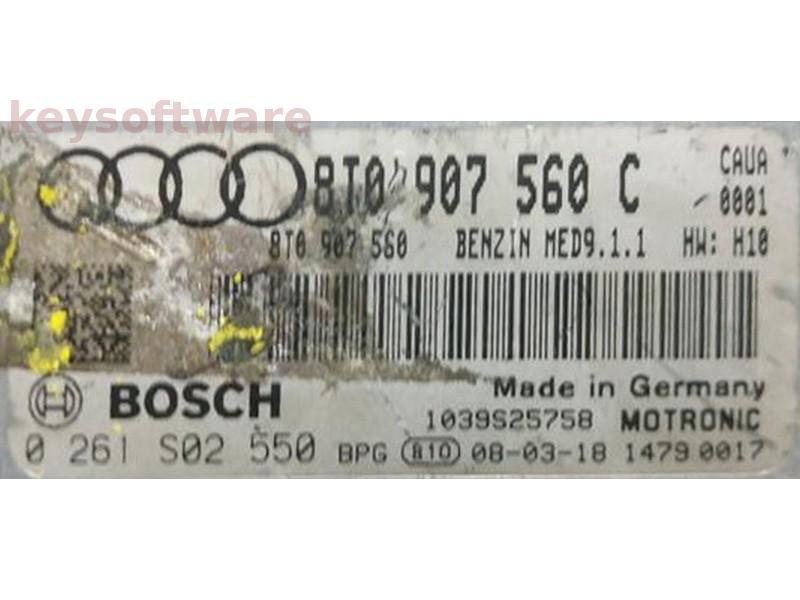 keysoftware
8T0 907 560 C CAUA
0001
8T0 907 560 BENZIN MED9.1.1 HW: H10
BOSCH Made in Germany
1039S25758 MOTRONIC
0 261 S02 550 BPG 810 08-03-18 1479 0017